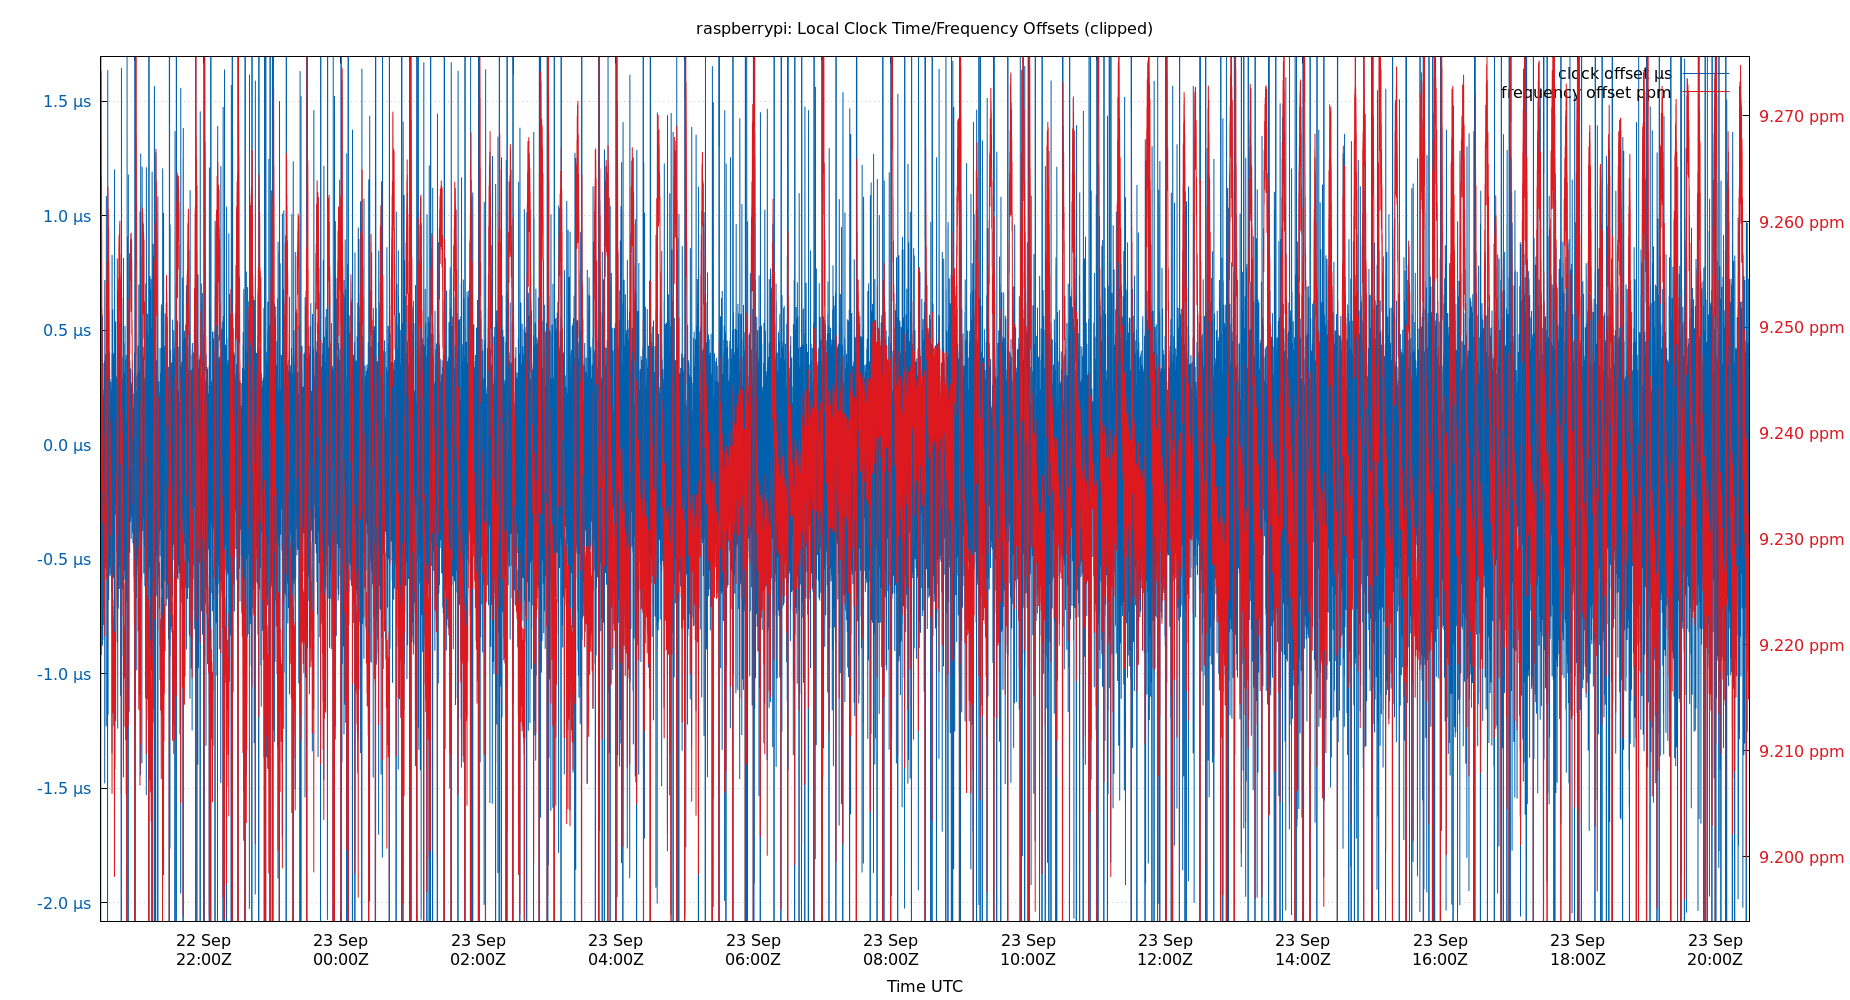 raspberrypi: Local Clock Time/Frequency Offsets (clipped)
clock offset µs
frequency offset ppm
1.5 µs
1.0 µs
0.5 µs
0.0 µs
-0.5 µs
-1.0 µs
-1.5 µs
-2.0 µs
9.270 ppm
9.260 ppm
9.250 ppm
9.240 ppm
9.230 ppm
9.220 ppm
9.210 ppm
9.200 ppm
22 Sep 23 Sep 23 Sep 23 Sep 23 Sep 23 Sep 23 Sep 23 Sep 23 Sep 23 Sep 23 Sep 23 Sep
22:00Z 00:00Z 02:00Z 04:00Z 06:00Z 08:00Z 10:00Z 12:00Z 14:00Z 16:00Z 18:00Z 20:00Z
Time UTC